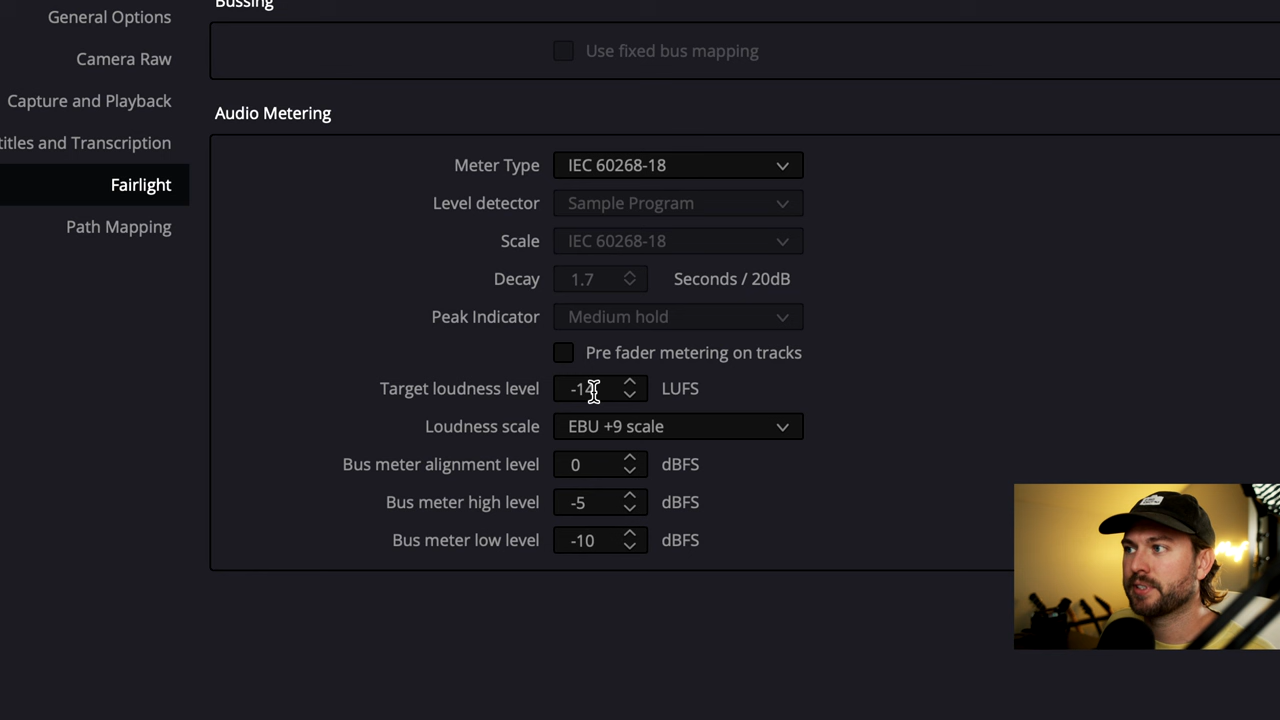 Bussing
General Options
Use fixed bus mapping
Camera Raw
Capture and Playback
Audio Metering
titles and Transcription
Meter Type IEC 60268-18
Fairlight
Level detector Sample Program
Path Mapping
Scale IEC 60268-18
Decay 1.7 Seconds / 20dB
Peak Indicator Medium hold
Pre fader metering on tracks
Target loudness level -14 LUFS
Loudness scale EBU +9 scale
Bus meter alignment level 0 dBFS
Bus meter high level -5 dBFS
Bus meter low level -10 dBFS